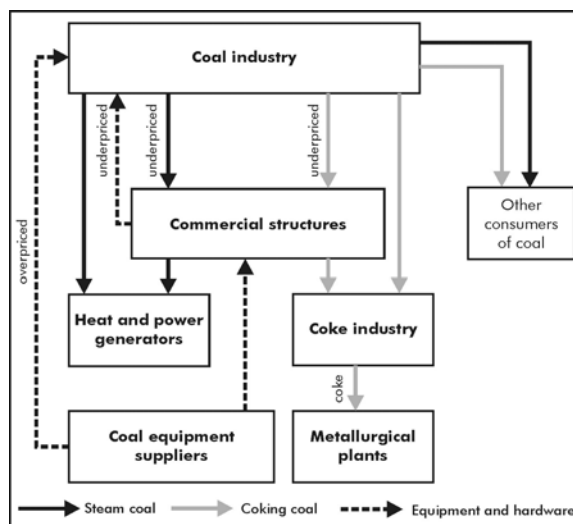 Coal industry
underpriced
underpriced
underpriced
Commercial structures
Other
consumers
of coal
overpriced
Heat and power
generators
Coke industry
coke
Coal equipment
suppliers
Metallurgical
plants
Steam coal
Coking coal
Equipment and hardware